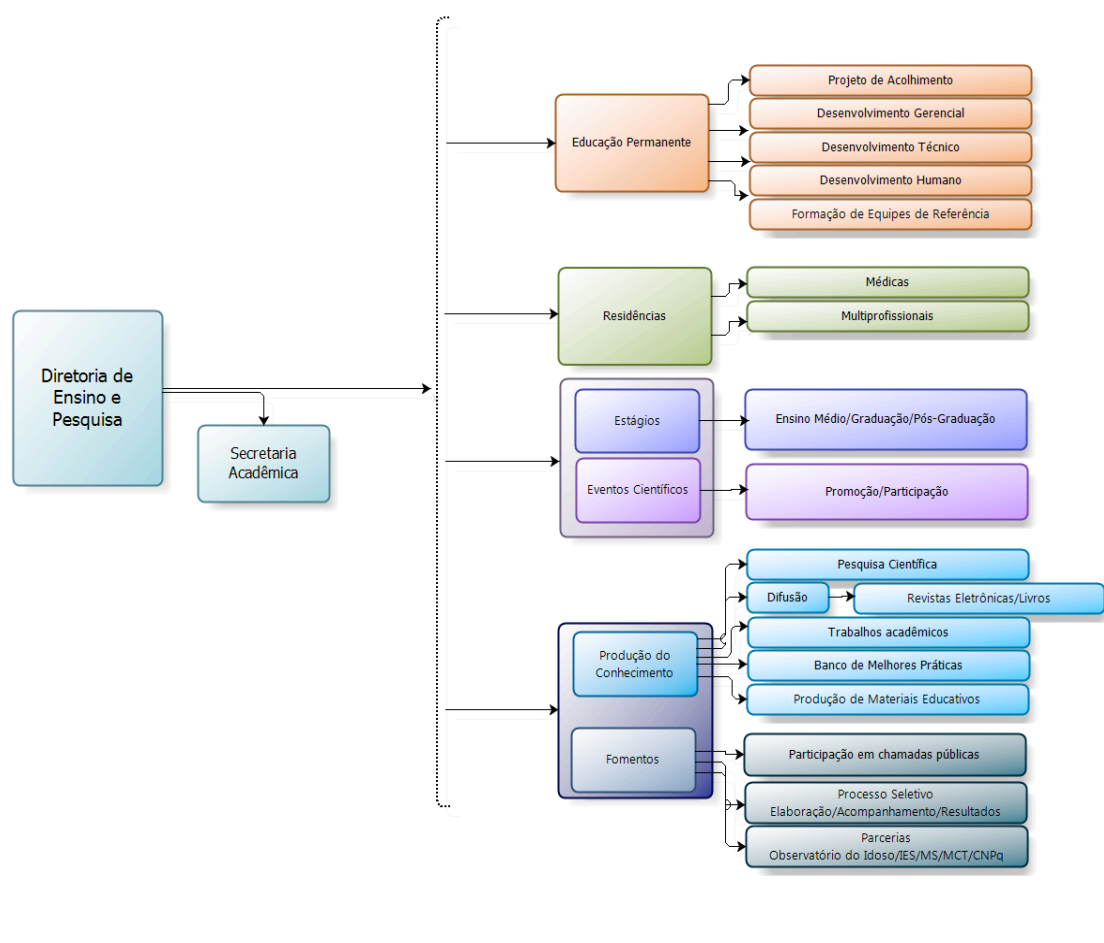 Diretoria de
Ensino e
Pesquisa
Secretaria
Acadêmica
Educação Permanente
Projeto de Acolhimento
Desenvolvimento Gerencial
Desenvolvimento Técnico
Desenvolvimento Humano
Formação de Equipes de Referência
Residências
Médicas
Multiprofissionais
Estágios
Ensino Médio/Graduação/Pós-Graduação
Eventos Científicos
Promoção/Participação
Produção do
Conhecimento
Pesquisa Científica
Difusão
Revistas Eletrônicas/Livros
Trabalhos acadêmicos
Banco de Melhores Práticas
Produção de Materiais Educativos
Fomentos
Participação em chamadas públicas
Processo Seletivo
Elaboração/Acompanhamento/Resultados
Parcerias
Observatório do Idoso/IES/MS/MCT/CNPq